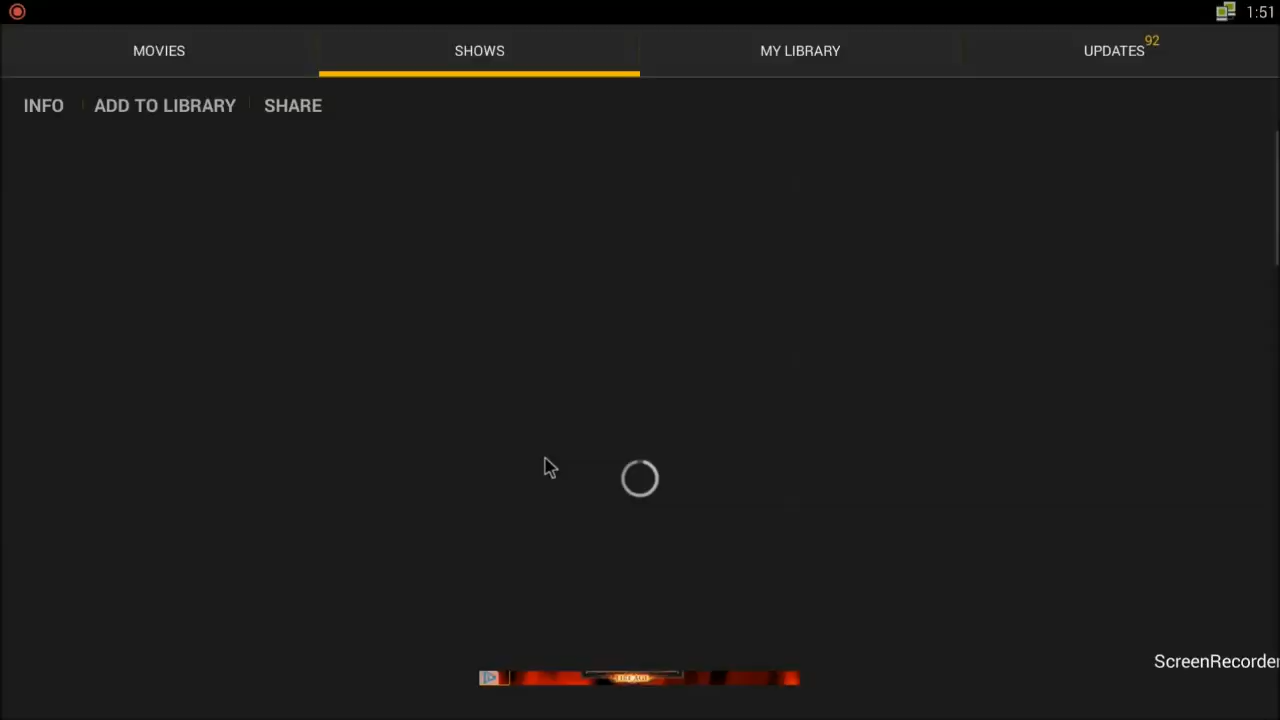 1:51
MOVIES
SHOWS
MY LIBRARY
UPDATES 92
INFO
ADD TO LIBRARY
SHARE
ScreenRecorder